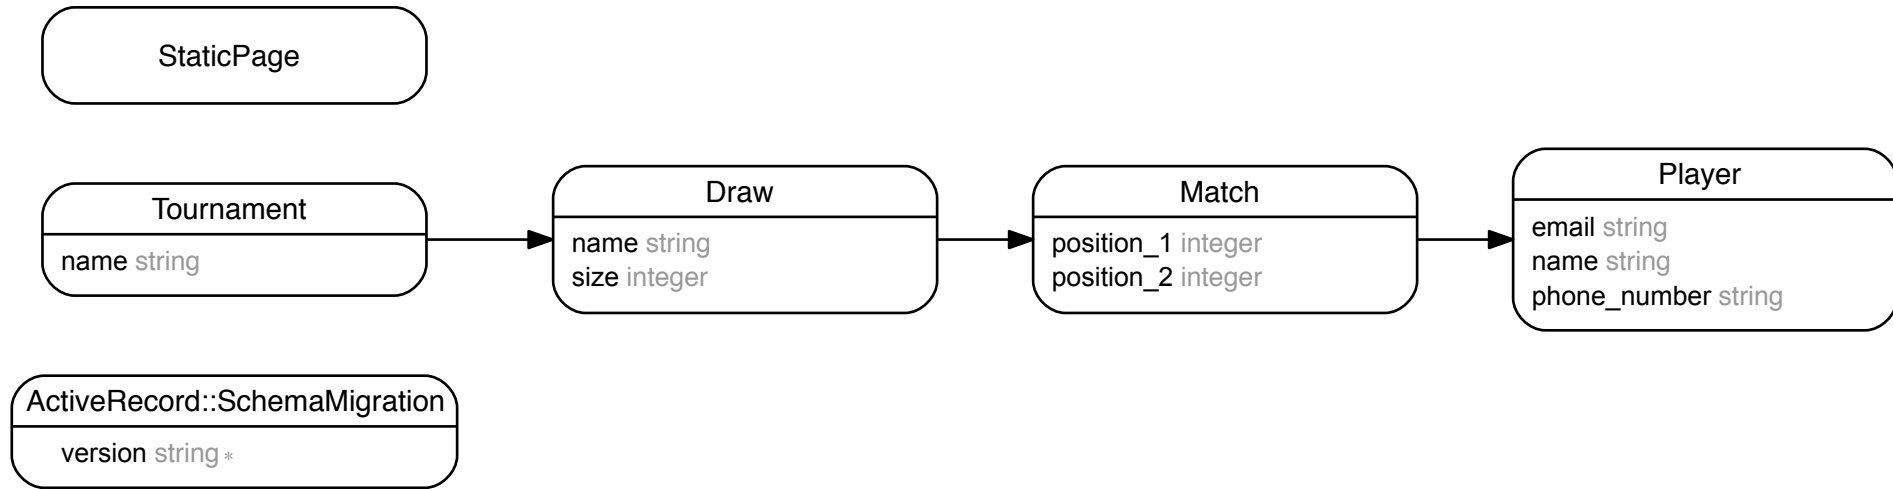 StaticPage
Tournament
name string
Draw
name string
size integer
Match
position_1 integer
position_2 integer
Player
email string
name string
phone_number string
ActiveRecord::SchemaMigration
version string *